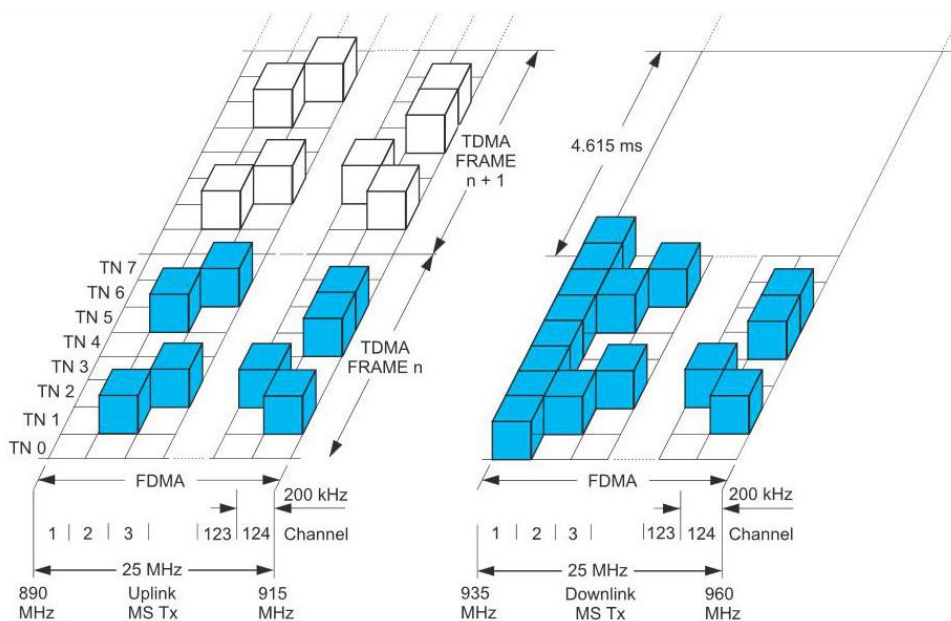 TDMA
FRAME
n + 1
4.615 ms
TN 7
TN 6
TN 5
TN 4
TN 3
TN 2
TN 1
TN 0
TDMA
FRAME n
FDMA
200 kHz
1 | 2 | 3 | | 123 124 Channel
25 MHz
890
MHz
Uplink
MS Tx
915
MHz
FDMA
200 kHz
1 | 2 | 3 | | 123 124 Channel
25 MHz
935
MHz
Downlink
MS Tx
960
MHz